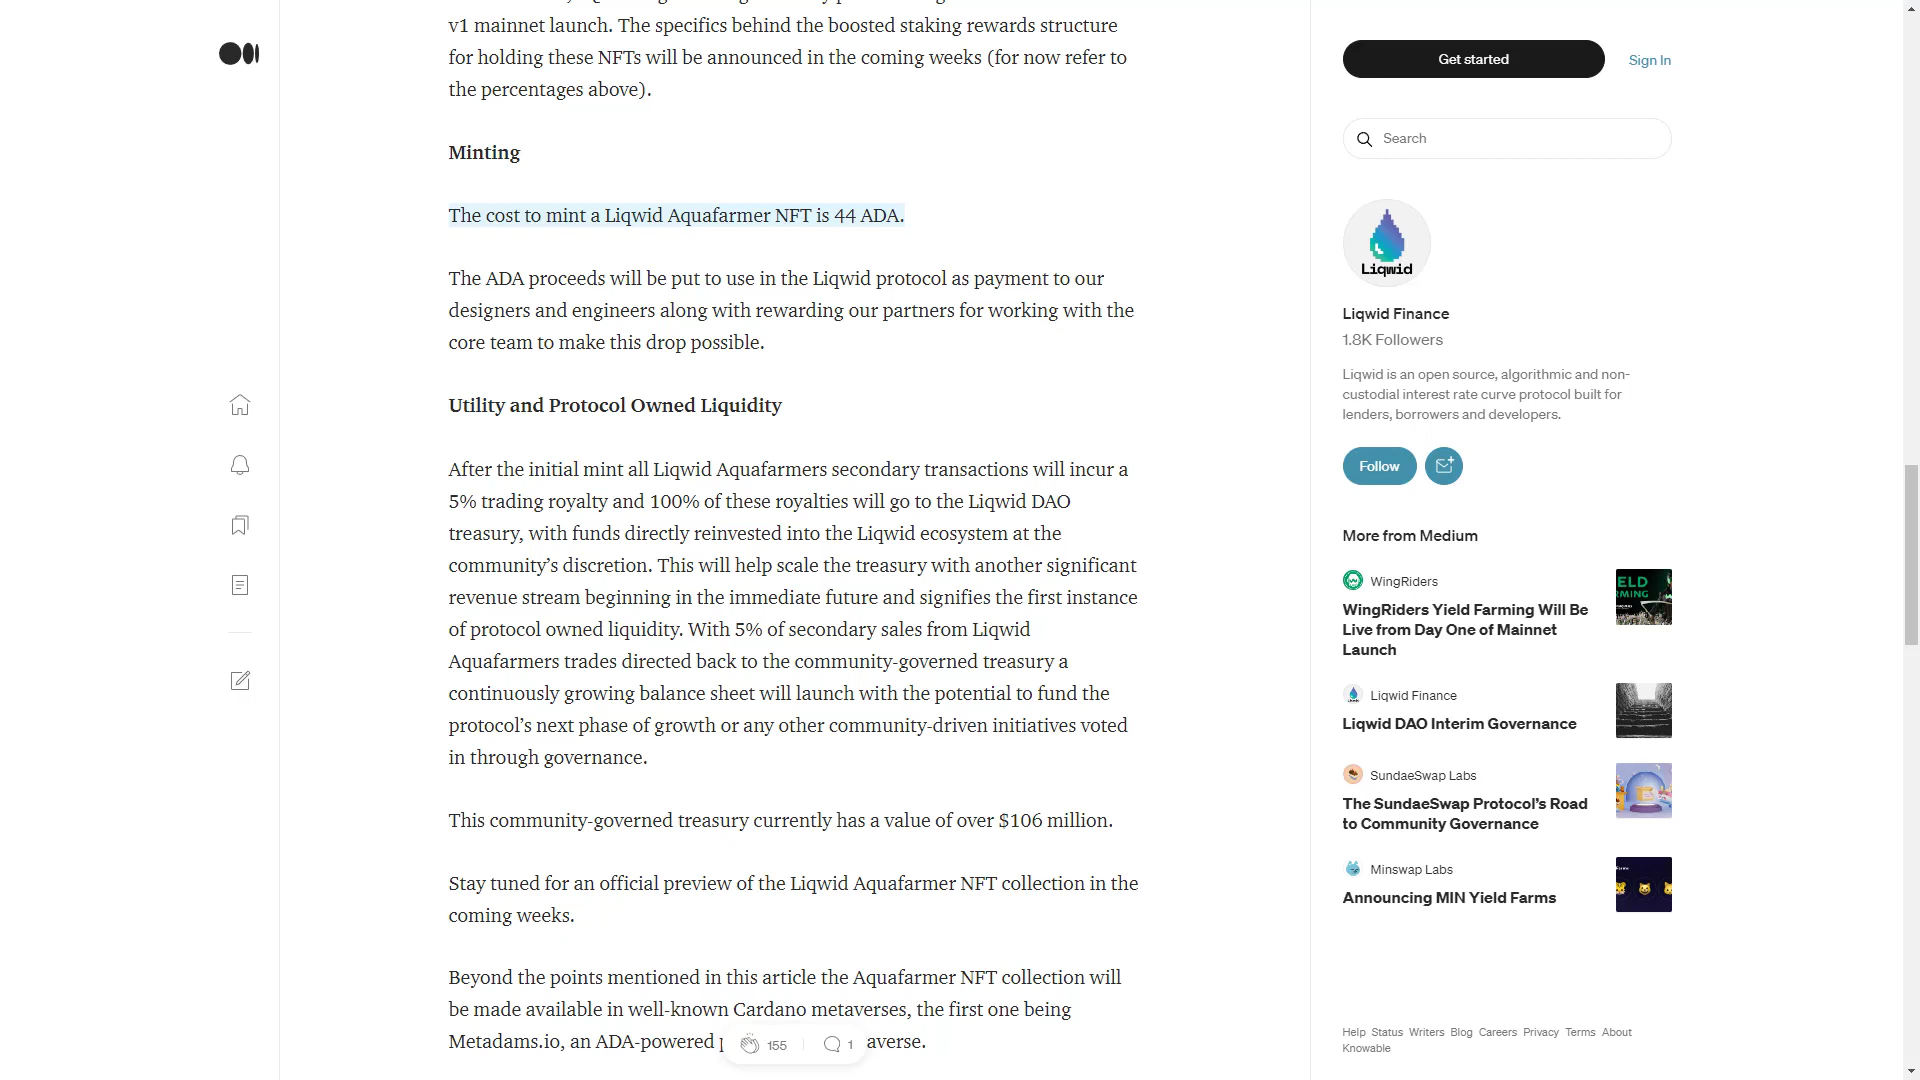 v1 mainnet launch. The specifics behind the boosted staking rewards structure
for holding these NFTs will be announced in the coming weeks (for now refer to
the percentages above).
Minting
The cost to mint a Liqwid Aquafarmer NFT is 44 ADA.
The ADA proceeds will be put to use in the Liqwid protocol as payment to our
designers and engineers along with rewarding our partners for working with the
core team to make this drop possible.
Utility and Protocol Owned Liquidity
After the initial mint all Liqwid Aquafarmers secondary transactions will incur a
5% trading royalty and 100% of these royalties will go to the Liqwid DAO
treasury, with funds directly reinvested into the Liqwid ecosystem at the
community’s discretion. This will help scale the treasury with another significant
revenue stream beginning in the immediate future and signifies the first instance
of protocol owned liquidity. With 5% of secondary sales from Liqwid
Aquafarmers trades directed back to the community-governed treasury a
continuously growing balance sheet will launch with the potential to fund the
protocol’s next phase of growth or any other community-driven initiatives voted
in through governance.
This community-governed treasury currently has a value of over $106 million.
Stay tuned for an official preview of the Liqwid Aquafarmer NFT collection in the
coming weeks.
Beyond the points mentioned in this article the Aquafarmer NFT collection will
be made available in well-known Cardano metaverses, the first one being
Metadams.io, an ADA-powered
averse.
155
1
Get started
Sign In
Search
Liqwid
Liqwid Finance
1.8K Followers
Liqwid is an open source, algorithmic and non-
custodial interest rate curve protocol built for
lenders, borrowers and developers.
Follow
More from Medium
WingRiders
WingRiders Yield Farming Will Be
Live from Day One of Mainnet
Launch
ELD
RMING
Liqwid Finance
Liqwid DAO Interim Governance
SundaeSwap Labs
The SundaeSwap Protocol’s Road
to Community Governance
Minswap Labs
Announcing MIN Yield Farms
Help Status Writers Blog Careers Privacy Terms About
Knowable